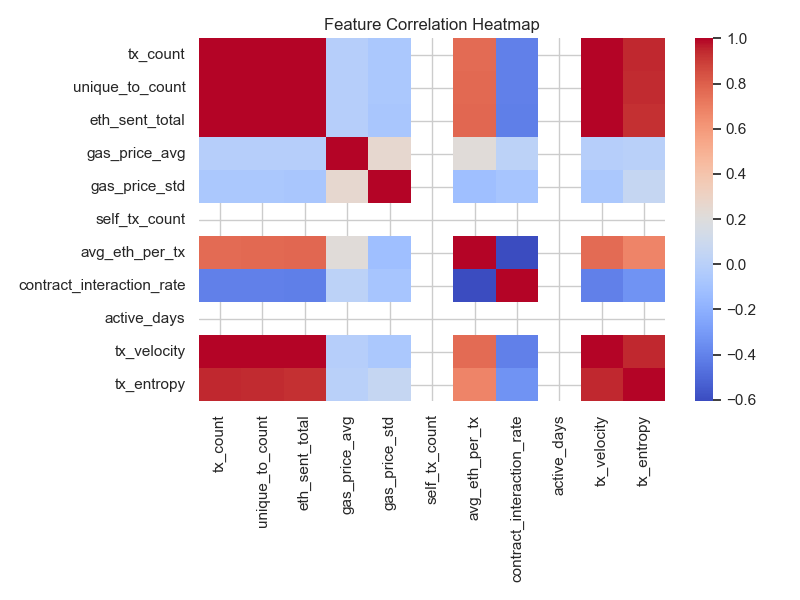 Feature Correlation Heatmap
tx_count
unique_to_count
eth_sent_total
gas_price_avg
gas_price_std
self_tx_count
avg_eth_per_tx
contract_interaction_rate
active_days
tx_velocity
tx_entropy
tx_count
unique_to_count
eth_sent_total
gas_price_avg
gas_price_std
self_tx_count
avg_eth_per_tx
contract_interaction_rate
active_days
tx_velocity
tx_entropy
1.0
0.8
0.6
0.4
0.2
0.0
−0.2
−0.4
−0.6